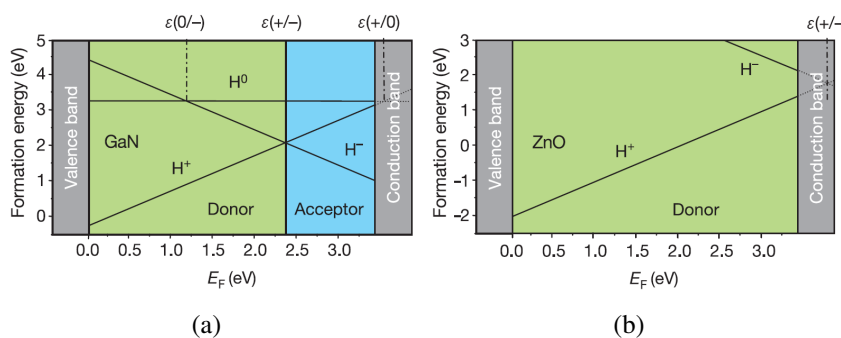 ε(0/−) ε(+/−) ε(+/0)
5
4
3
2
1
0
Formation energy (eV)
Valence band
GaN
H⁰
H⁺
H⁻
Donor
Acceptor
Conduction band
0.0 0.5 1.0 1.5 2.0 2.5 3.0
E_F (eV)
(a)
ε(+/−
3
2
1
0
−1
−2
Formation energy (eV)
Valence band
ZnO
H⁻
H⁺
Donor
Conduction band
0.0 0.5 1.0 1.5 2.0 2.5 3.0
E_F (eV)
(b)